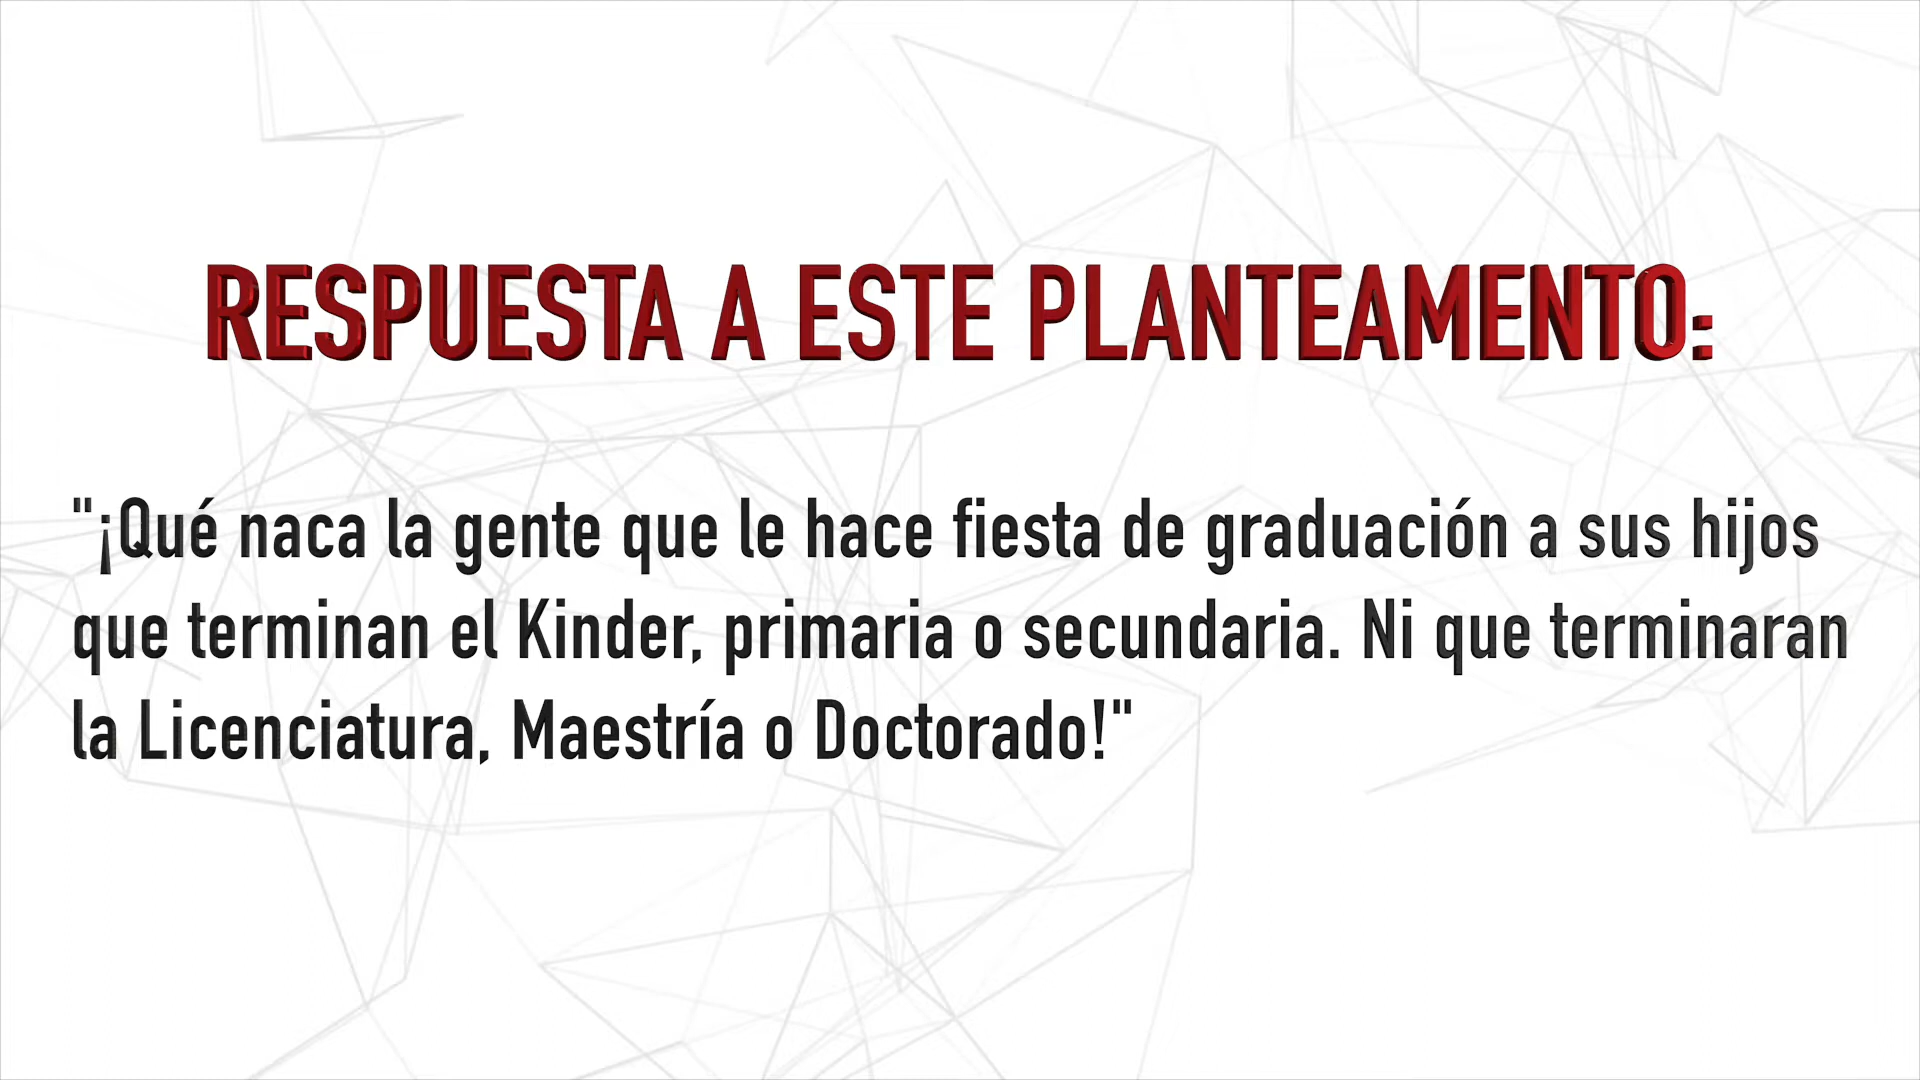 RESPUESTA A ESTE PLANTEAMENTO:
"¡Qué naca la gente que le hace fiesta de graduación a sus hijos
que terminan el Kinder, primaria o secundaria. Ni que terminaran
la Licenciatura, Maestría o Doctorado!"